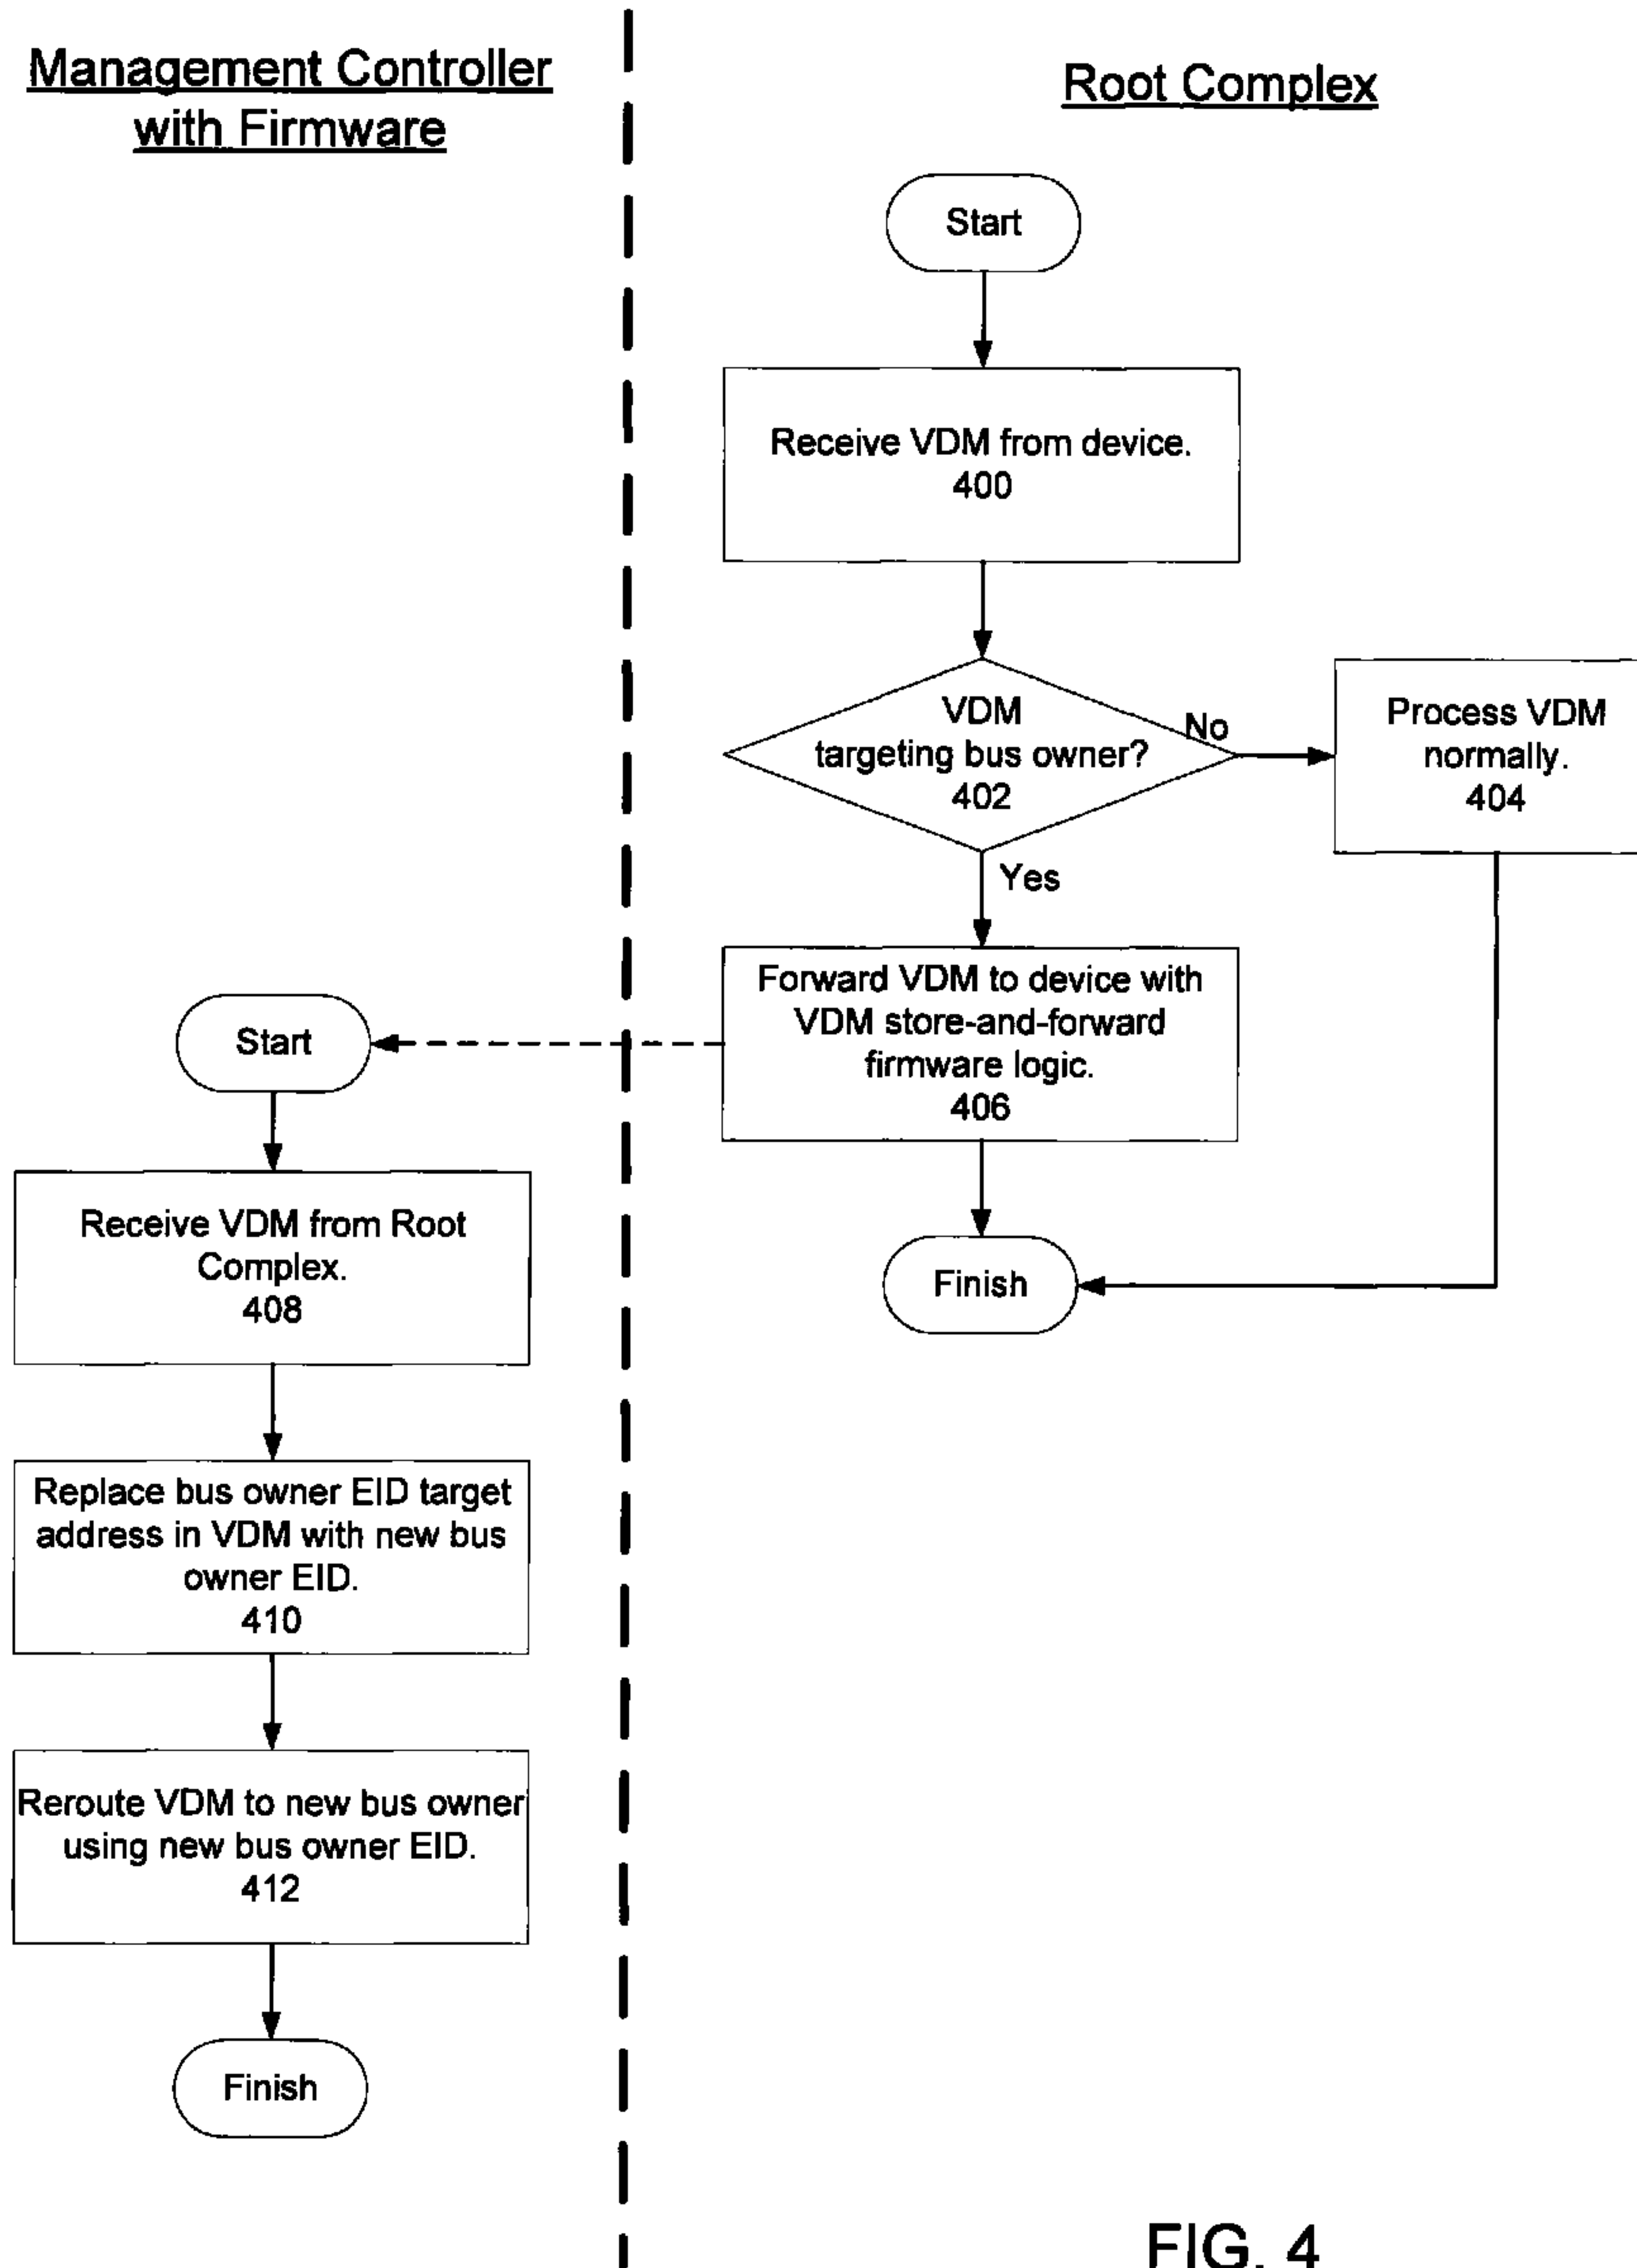 Management Controller
with Firmware
Root Complex
Start
Receive VDM from device.
400
VDM
targeting bus owner?
402
No
Process VDM
normally.
404
Yes
Forward VDM to device with
VDM store-and-forward
firmware logic.
406
Finish
Start
Receive VDM from Root
Complex.
408
Replace bus owner EID target
address in VDM with new bus
owner EID.
410
Reroute VDM to new bus owner
using new bus owner EID.
412
Finish
FIG. 4